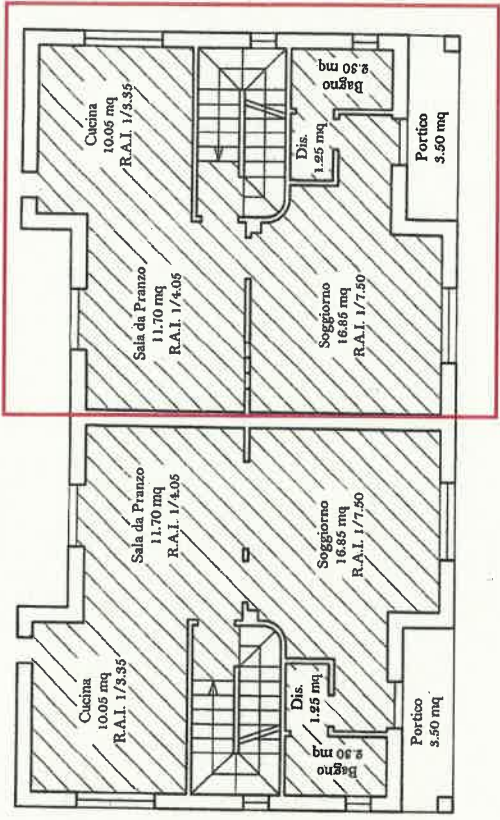 Cucina
10.05 mq
R.A.I. 1/3.35
Bagno
2.50 mq
Dis.
1.25 mq
Portico
3.50 mq
Sala da Pranzo
11.70 mq
R.A.I. 1/4.05
Soggiorno
16.85 mq
R.A.I. 1/7.50
Sala da Pranzo
11.70 mq
R.A.I. 1/4.05
Soggiorno
16.85 mq
R.A.I. 1/7.50
Cucina
10.05 mq
R.A.I. 1/3.35
Dis.
1.25 mq
Bagno
2.50 mq
Portico
3.50 mq